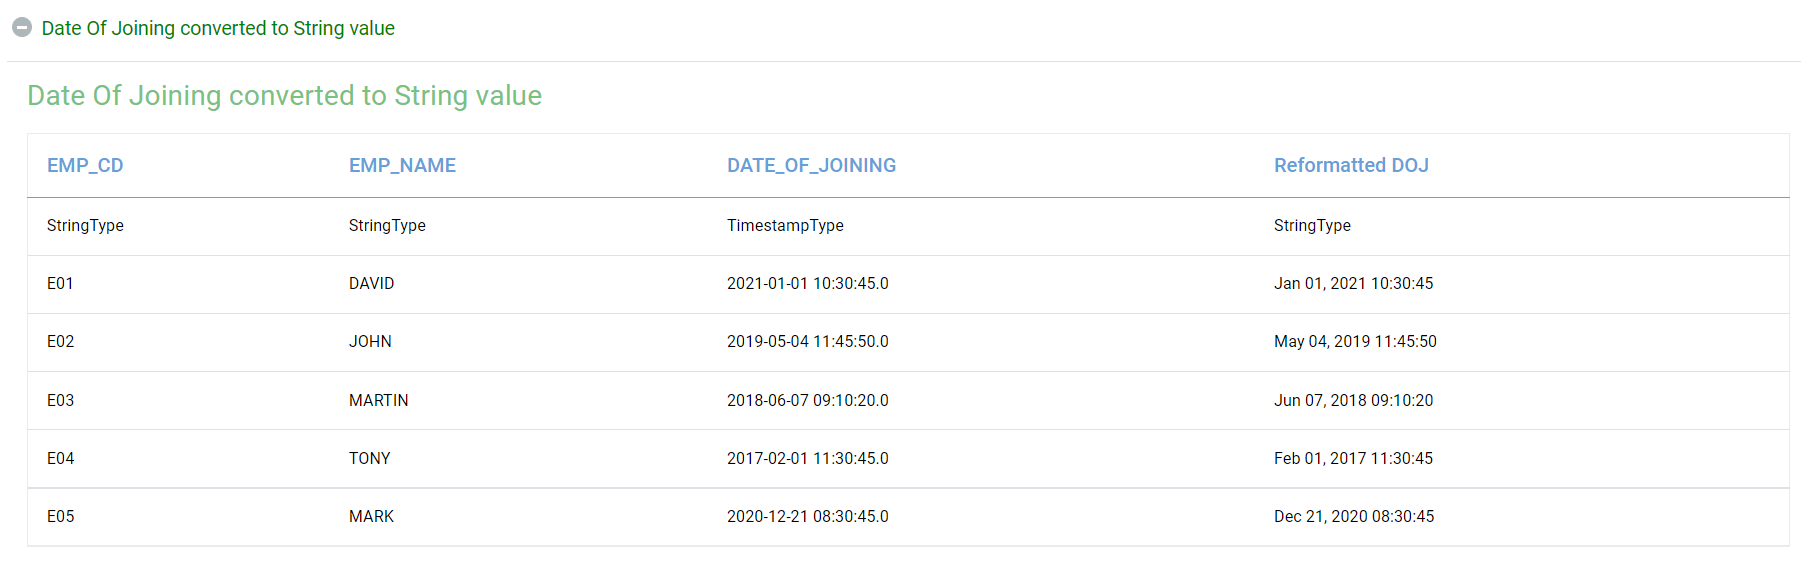 Date Of Joining converted to String value
Date Of Joining converted to String value
EMP_CD EMP_NAME DATE_OF_JOINING Reformatted DOJ
StringType StringType TimestampType StringType
E01 DAVID 2021-01-01 10:30:45.0 Jan 01, 2021 10:30:45
E02 JOHN 2019-05-04 11:45:50.0 May 04, 2019 11:45:50
E03 MARTIN 2018-06-07 09:10:20.0 Jun 07, 2018 09:10:20
E04 TONY 2017-02-01 11:30:45.0 Feb 01, 2017 11:30:45
E05 MARK 2020-12-21 08:30:45.0 Dec 21, 2020 08:30:45